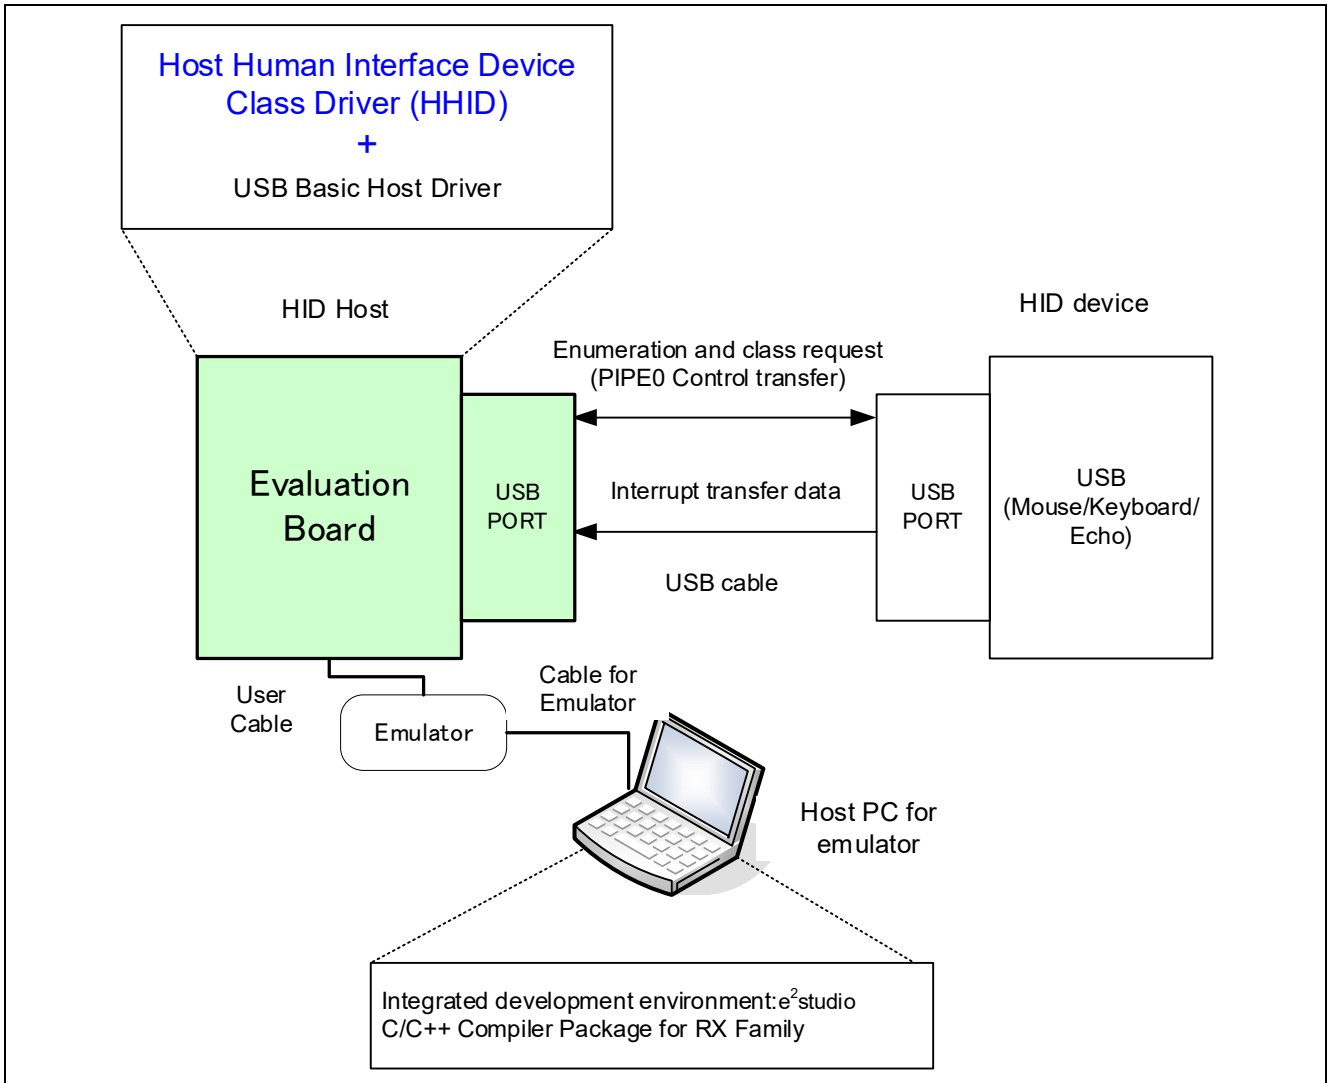 Host Human Interface Device
Class Driver (HHID)
+
USB Basic Host Driver
HID Host
HID device
Enumeration and class request
(PIPE0 Control transfer)
Evaluation
Board
USB
PORT
Interrupt transfer data
USB
PORT
USB
(Mouse/Keyboard/
Echo)
USB cable
User
Cable
Emulator
Cable for
Emulator
Host PC for
emulator
Integrated development environment:e²studio
C/C++ Compiler Package for RX Family